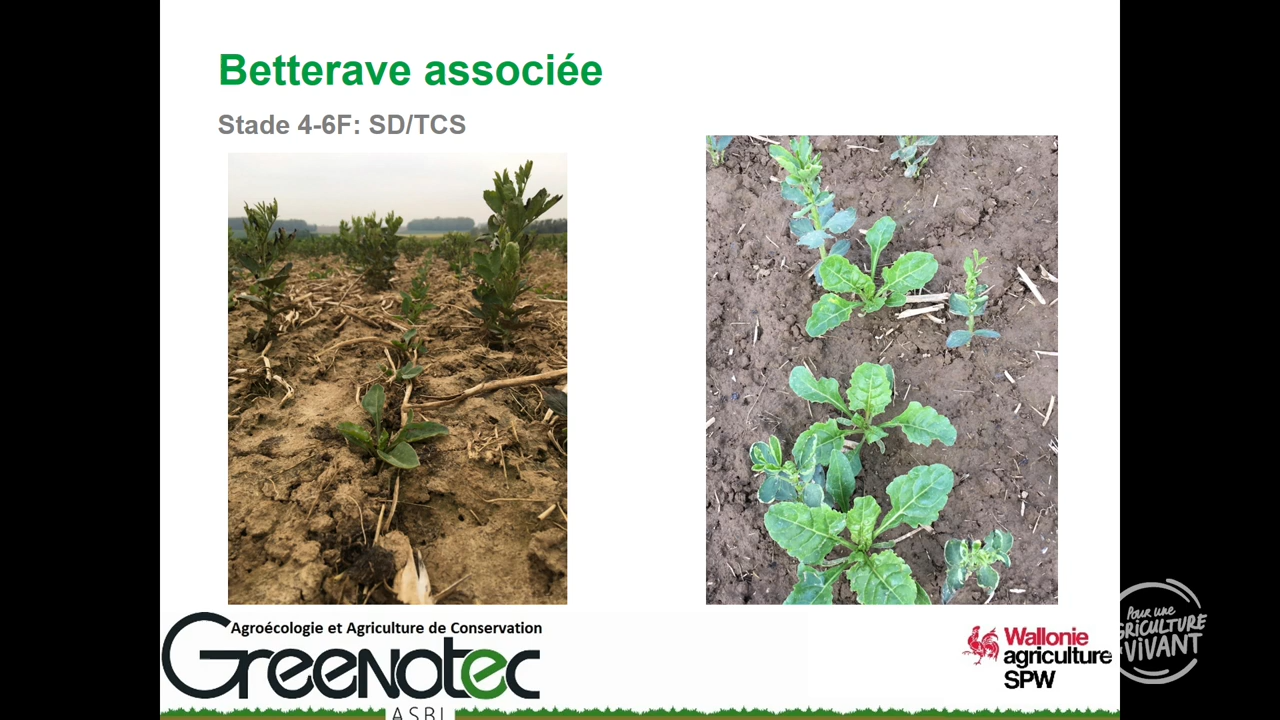 Betterave associée
Stade 4-6F: SD/TCS
Agroécologie et Agriculture de Conservation
GREENOTEC
ASBL
Wallonie
agriculture
SPW
Pour une
AGRICULTURE
du VIVANT